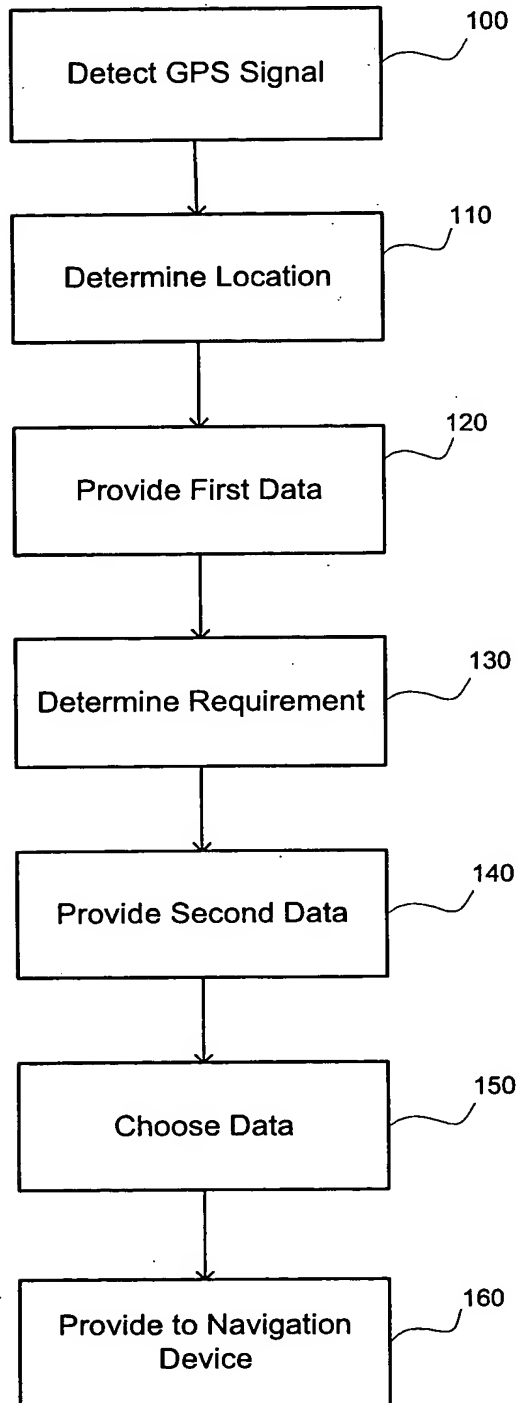 100
Detect GPS Signal
110
Determine Location
120
Provide First Data
130
Determine Requirement
140
Provide Second Data
150
Choose Data
160
Provide to Navigation
Device